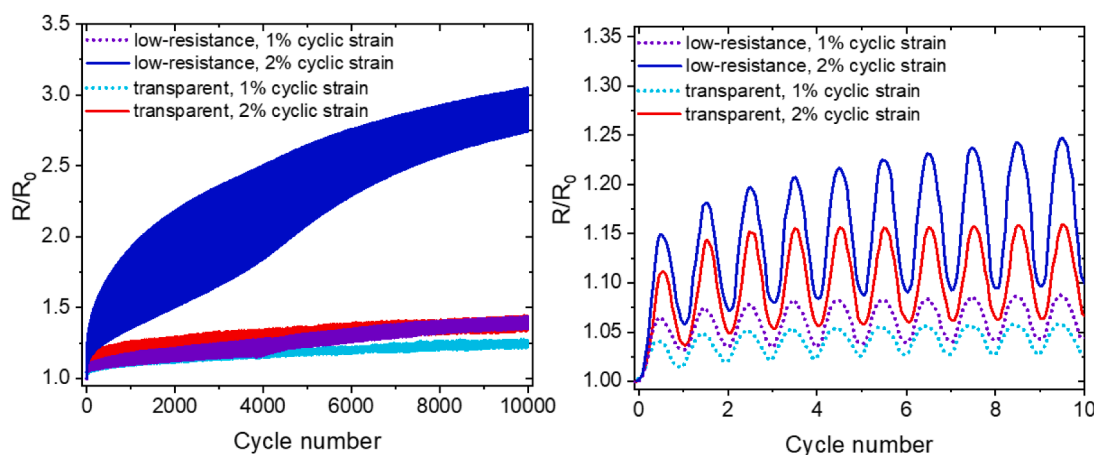 3.5
3.0
2.5
2.0
1.5
1.0
R/R0
0 2000 4000 6000 8000 10000
Cycle number
low-resistance, 1% cyclic strain
low-resistance, 2% cyclic strain
transparent, 1% cyclic strain
transparent, 2% cyclic strain
1.35
1.30
1.25
1.20
1.15
1.10
1.05
1.00
R/R0
0 2 4 6 8 10
Cycle number
low-resistance, 1% cyclic strain
low-resistance, 2% cyclic strain
transparent, 1% cyclic strain
transparent, 2% cyclic strain